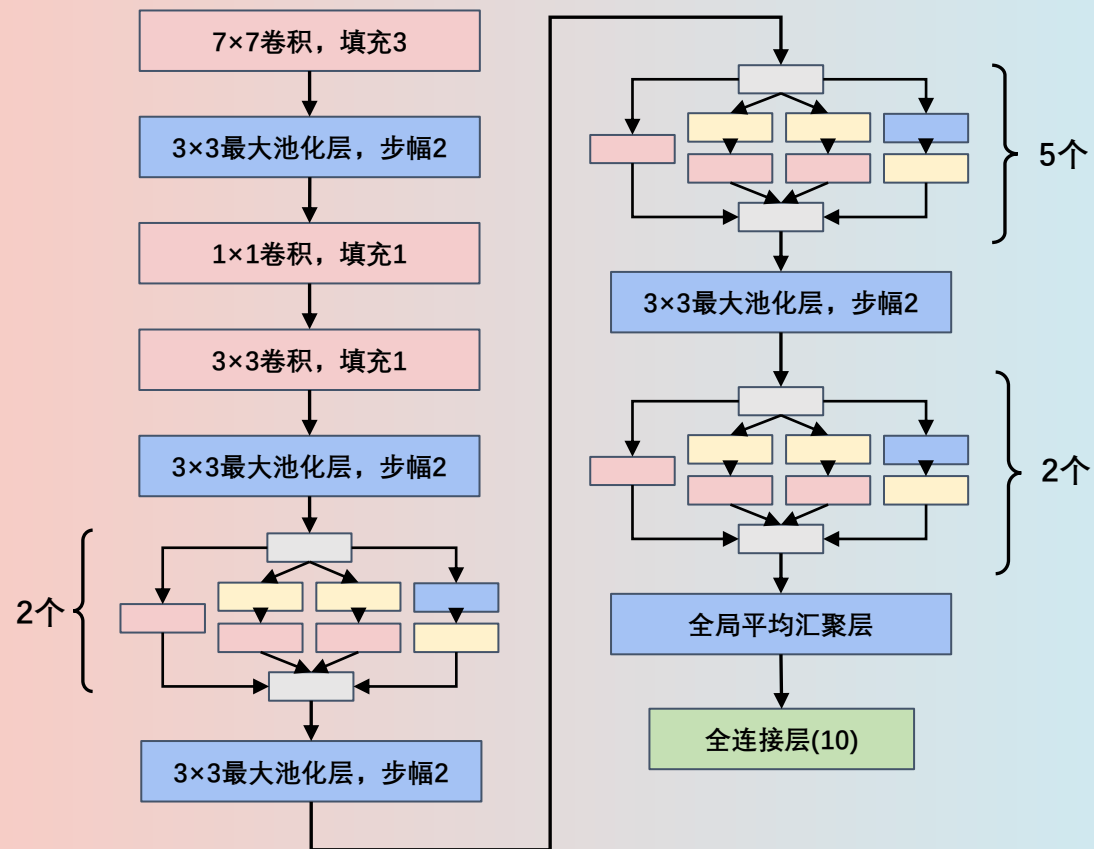 7×7卷积，填充3
3×3最大池化层，步幅2
1×1卷积，填充1
3×3卷积，填充1
3×3最大池化层，步幅2
2个
3×3最大池化层，步幅2
5个
3×3最大池化层，步幅2
2个
全局平均汇聚层
全连接层(10)